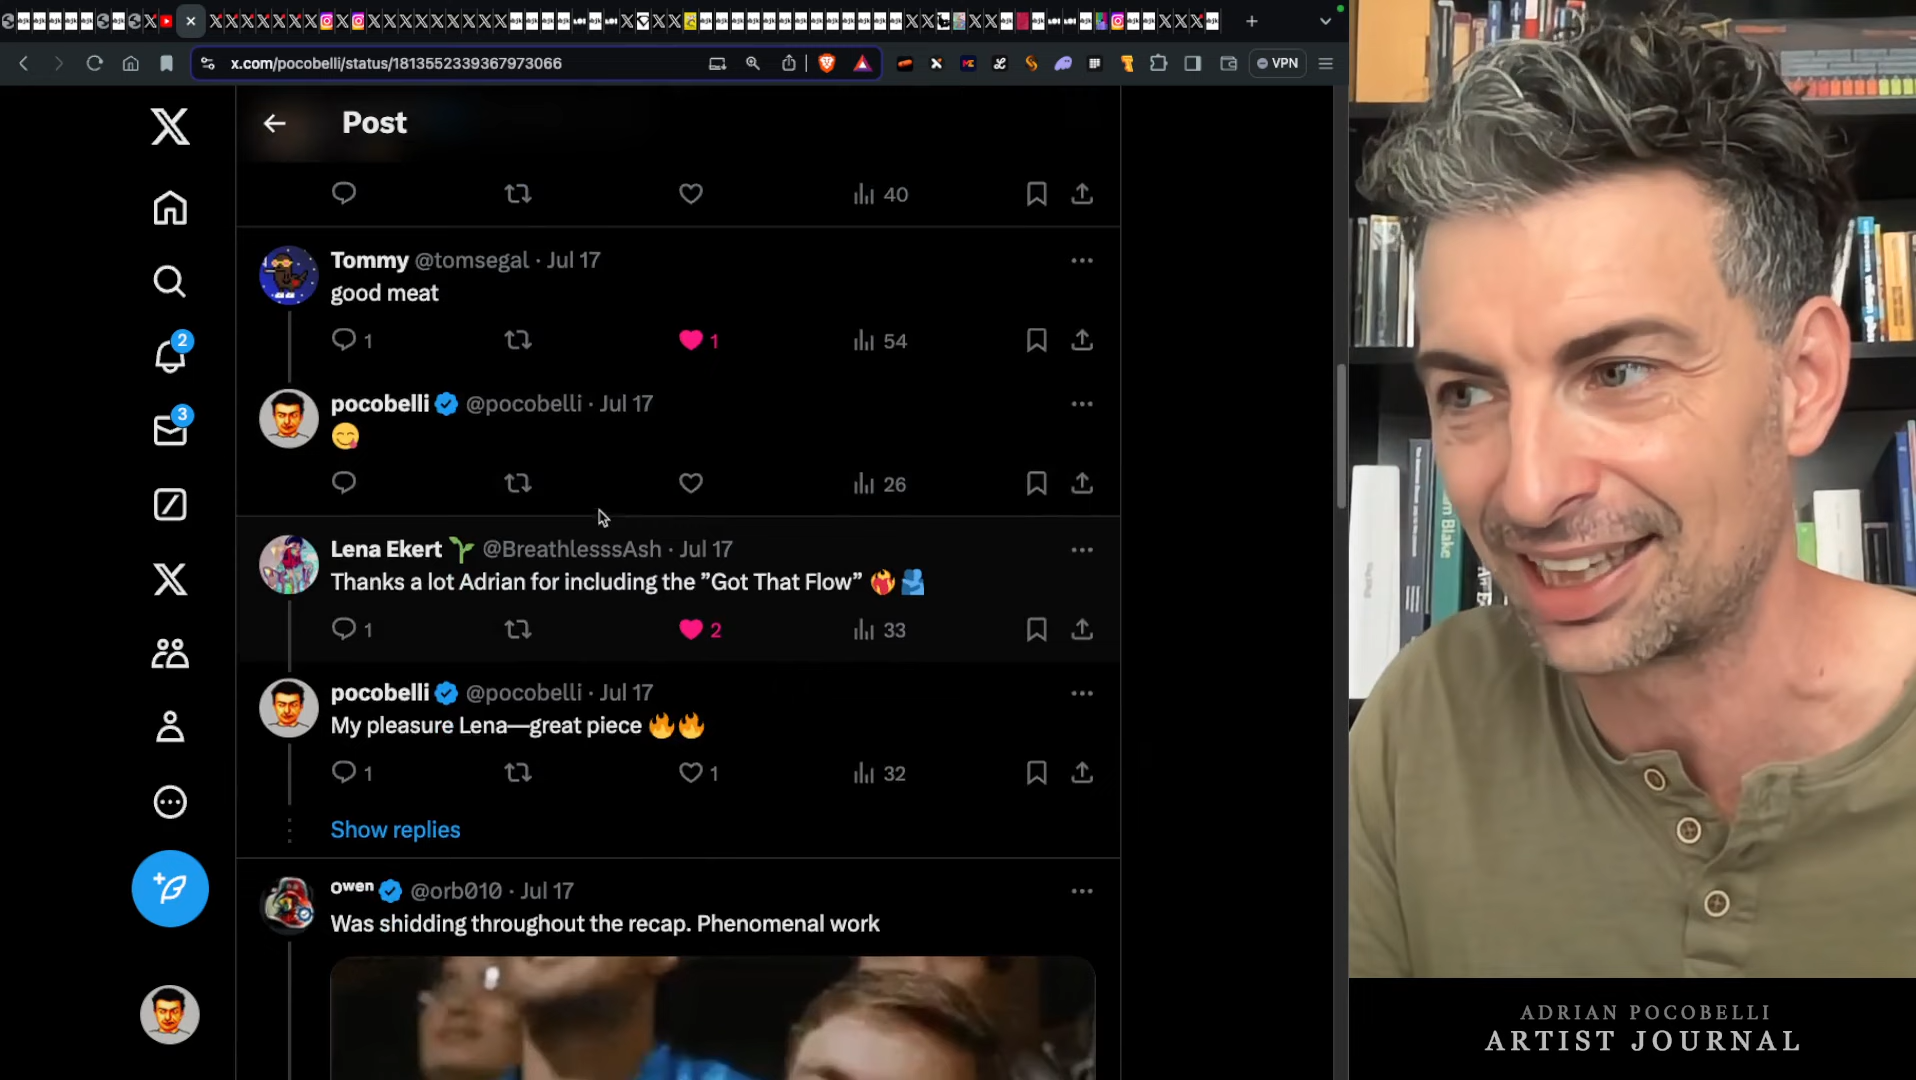 x.com/pocobelli/status/1813552339367973066
VPN
Post
40
Tommy @tomsegal · Jul 17
good meat
1
1
54
2
pocobelli @pocobelli · Jul 17
😋
3
26
Lena Ekert 🌱 @BreathlesssAsh · Jul 17
Thanks a lot Adrian for including the ”Got That Flow” ❤️‍🔥🫂
1
2
33
pocobelli @pocobelli · Jul 17
My pleasure Lena—great piece 🔥🔥
1
1
32
Show replies
Owen @orb010 · Jul 17
Was shidding throughout the recap. Phenomenal work
ADRIAN POCOBELLI
ARTIST JOURNAL